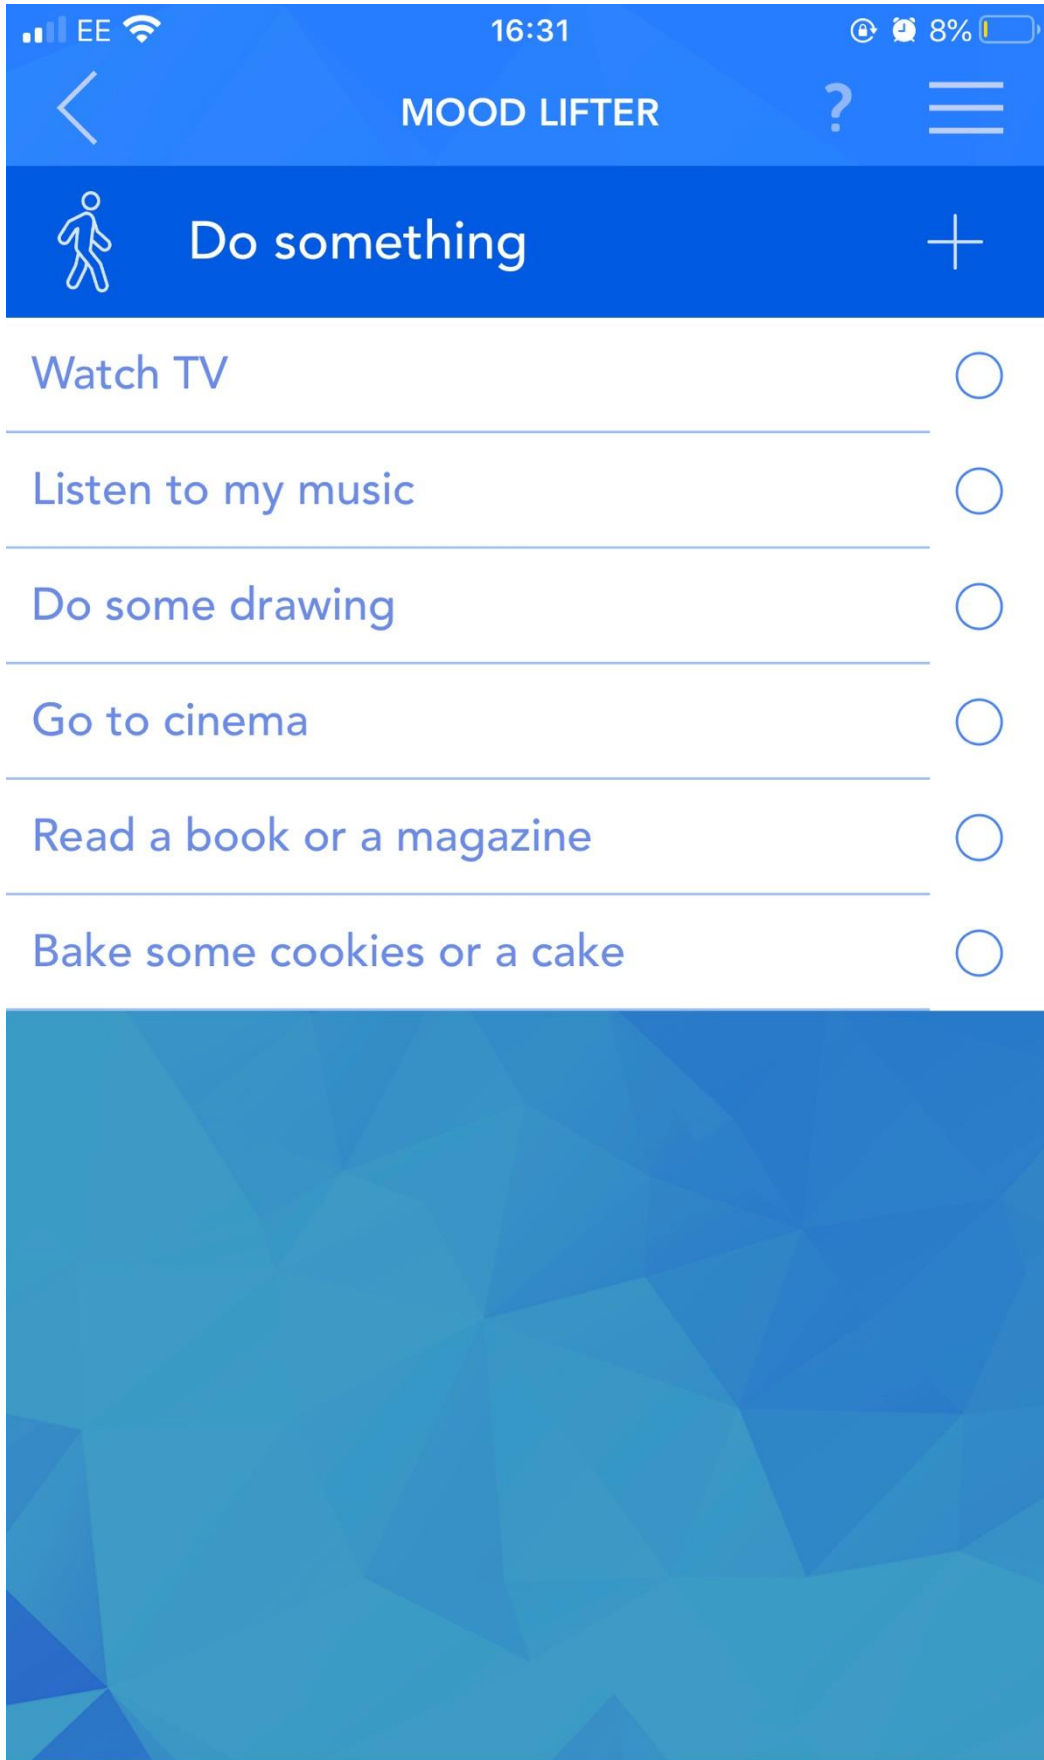 EE 16:31 8%
MOOD LIFTER ?
Do something
Watch TV
Listen to my music
Do some drawing
Go to cinema
Read a book or a magazine
Bake some cookies or a cake